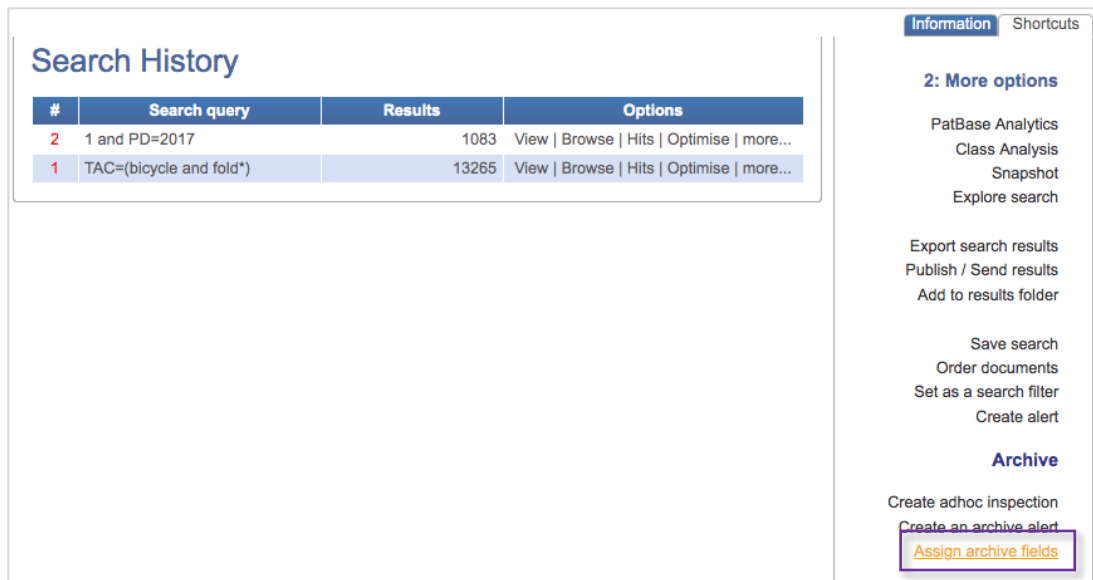 Information Shortcuts
Search History
# Search query Results Options
2 1 and PD=2017 1083 View | Browse | Hits | Optimise | more...
1 TAC=(bicycle and fold*) 13265 View | Browse | Hits | Optimise | more...
2: More options
PatBase Analytics
Class Analysis
Snapshot
Explore search
Export search results
Publish / Send results
Add to results folder
Save search
Order documents
Set as a search filter
Create alert
Archive
Create adhoc inspection
Create an archive alert
Assign archive fields